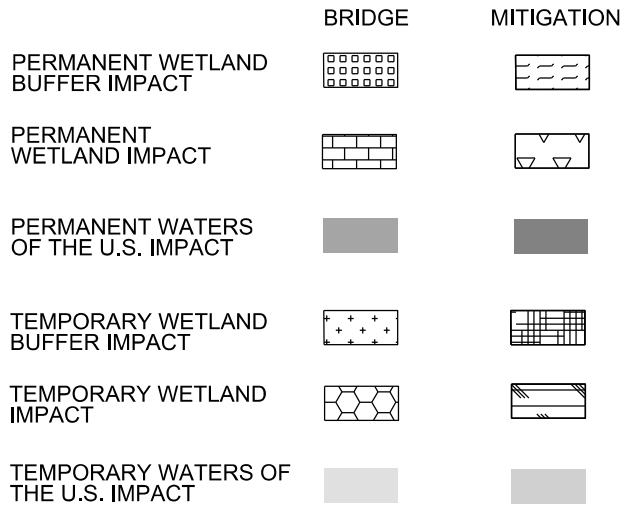 BRIDGE MITIGATION
PERMANENT WETLAND
BUFFER IMPACT
PERMANENT
WETLAND IMPACT
PERMANENT WATERS
OF THE U.S. IMPACT
TEMPORARY WETLAND
BUFFER IMPACT
TEMPORARY WETLAND
IMPACT
TEMPORARY WATERS OF
THE U.S. IMPACT